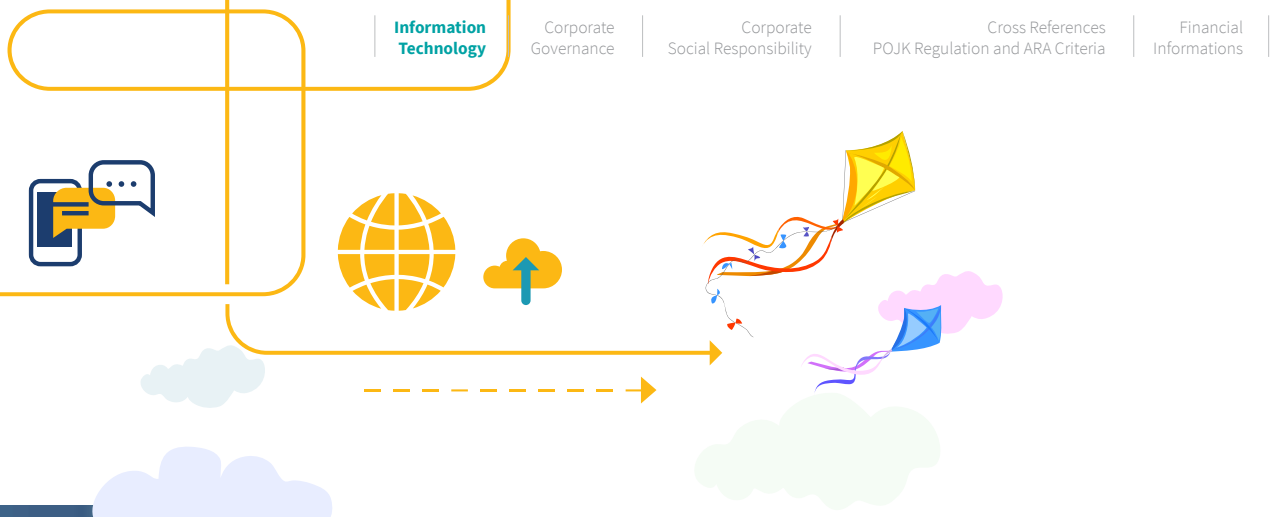 Information
Technology
Corporate
Governance
Corporate
Social Responsibility
Cross References
POJK Regulation and ARA Criteria
Financial
Informations